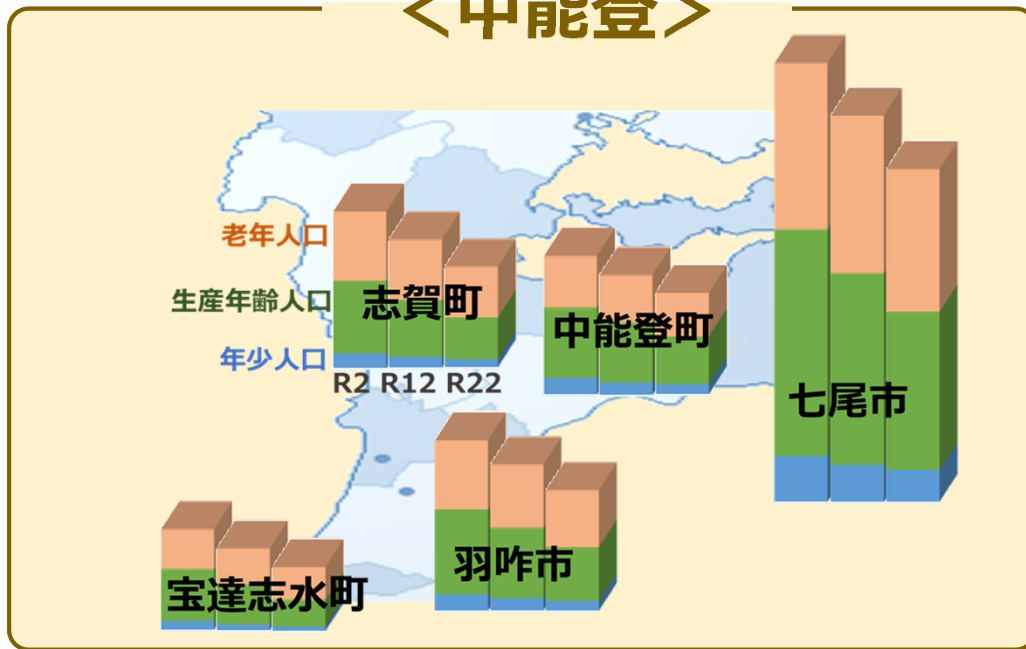 ＜中能登＞
老年人口
生産年齢人口
年少人口
志賀町
R2 R12 R22
中能登町
七尾市
羽咋市
宝達志水町